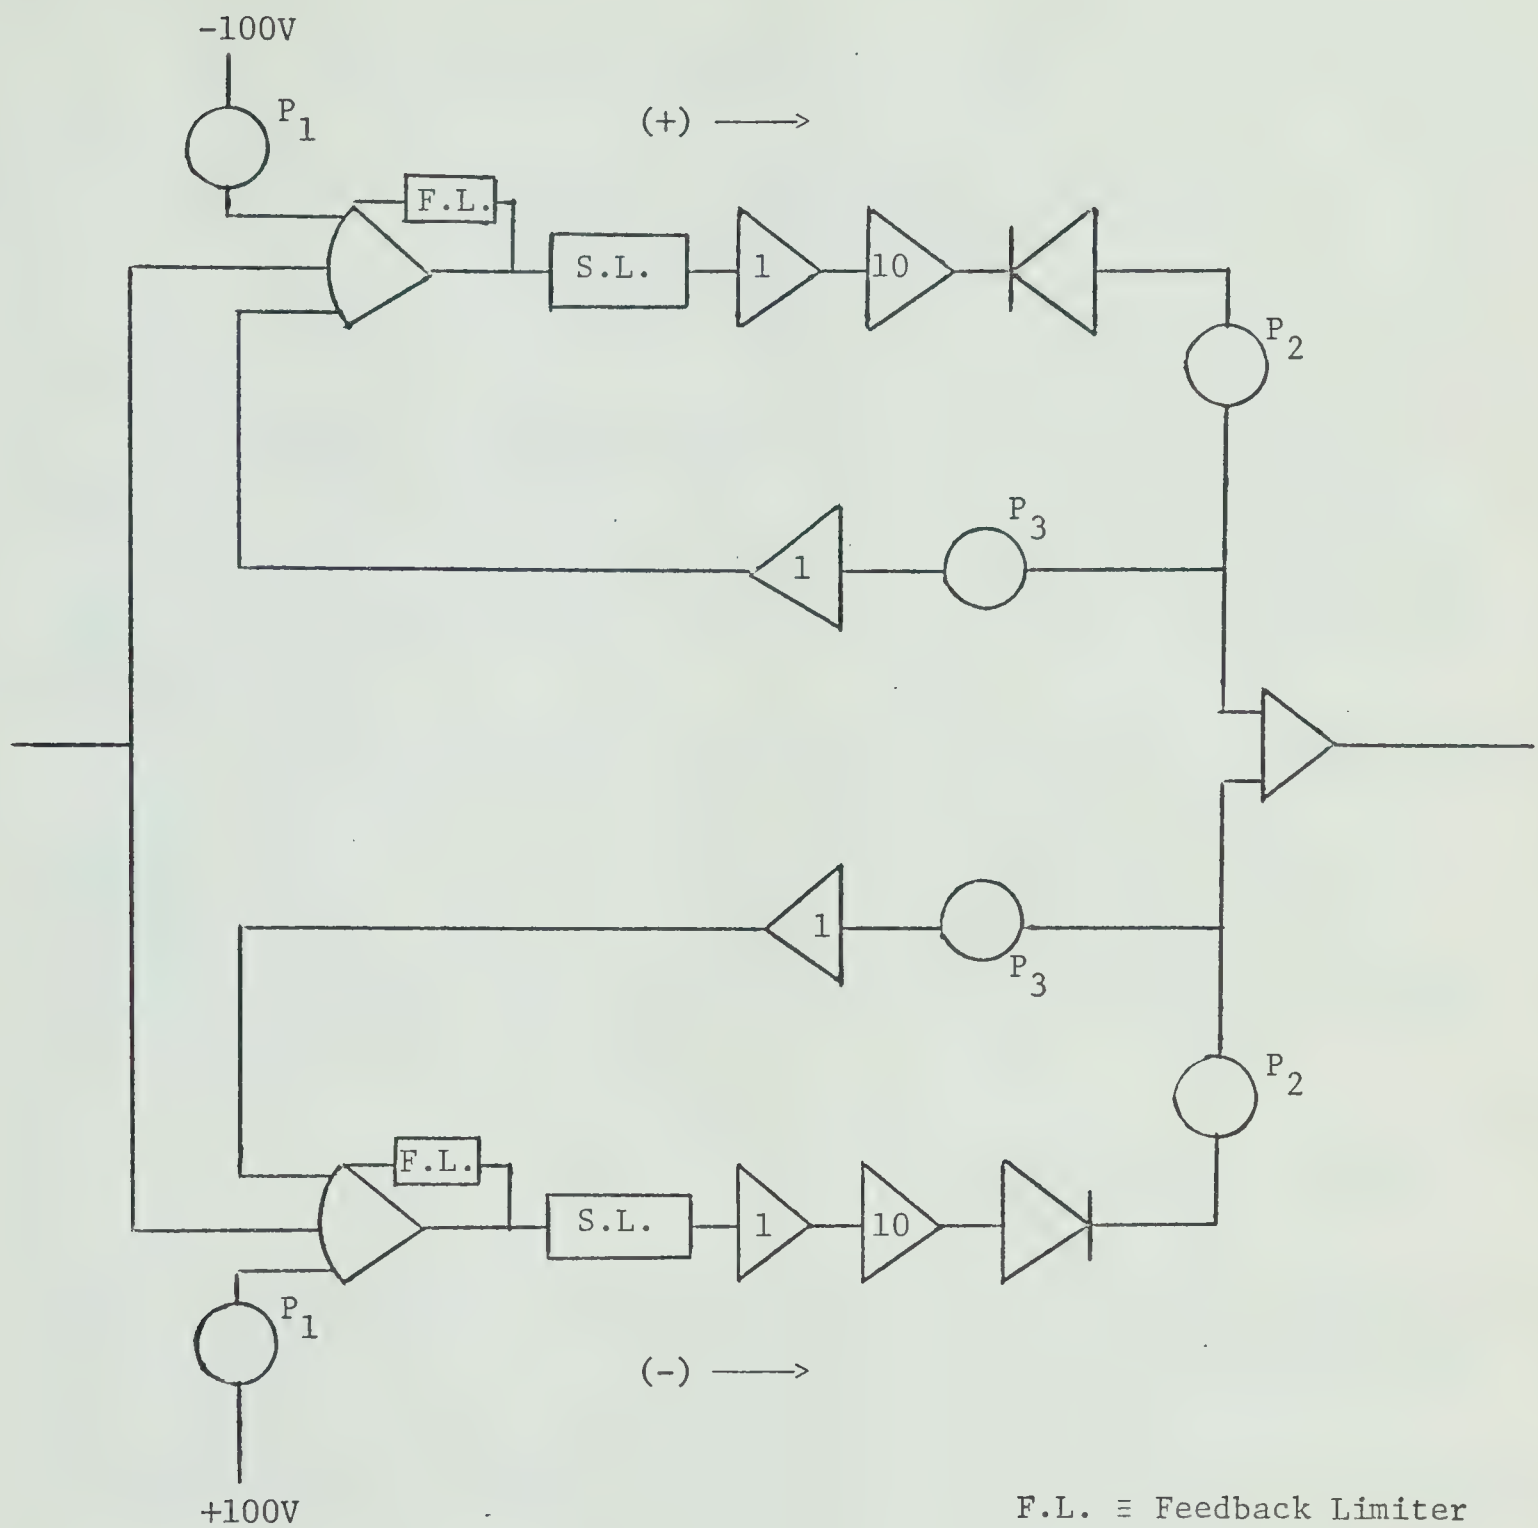 -100V
P1
(+)
F.L.
S.L.
1
10
P2
P3
1
1
P3
P2
F.L.
S.L.
1
10
P1
(-)
+100V
F.L. ≡ Feedback Limiter